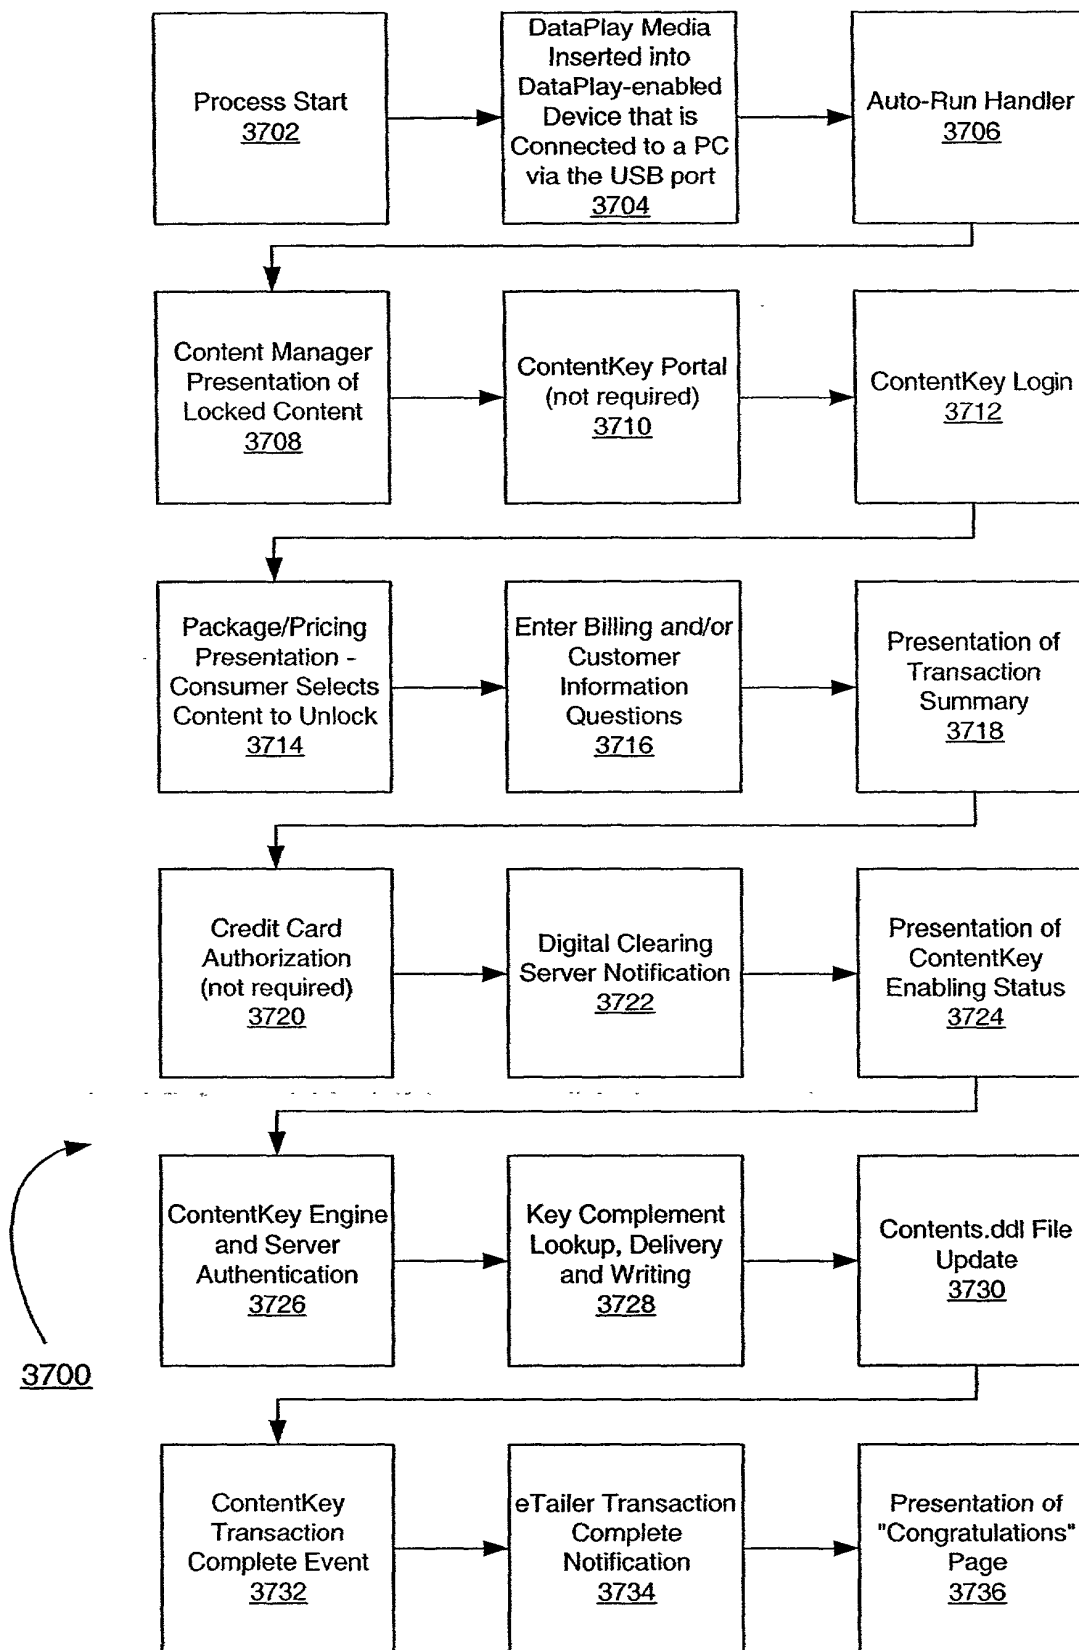 Process Start
3702
DataPlay Media
Inserted into
DataPlay-enabled
Device that is
Connected to a PC
via the USB port
3704
Auto-Run Handler
3706
Content Manager
Presentation of
Locked Content
3708
ContentKey Portal
(not required)
3710
ContentKey Login
3712
Package/Pricing
Presentation -
Consumer Selects
Content to Unlock
3714
Enter Billing and/or
Customer
Information
Questions
3716
Presentation of
Transaction
Summary
3718
Credit Card
Authorization
(not required)
3720
Digital Clearing
Server Notification
3722
Presentation of
ContentKey
Enabling Status
3724
ContentKey Engine
and Server
Authentication
3726
Key Complement
Lookup, Delivery
and Writing
3728
Contents.ddl File
Update
3730
3700
ContentKey
Transaction
Complete Event
3732
eTailer Transaction
Complete
Notification
3734
Presentation of
"Congratulations"
Page
3736